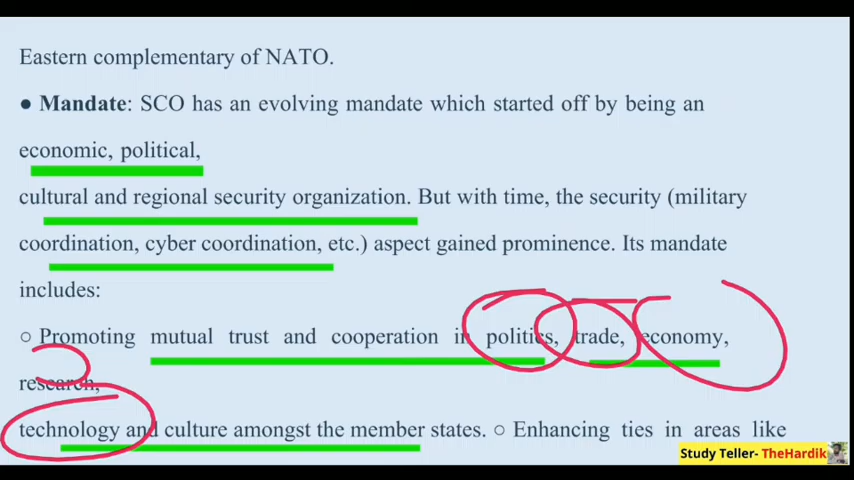 Eastern complementary of NATO.
● Mandate: SCO has an evolving mandate which started off by being an
economic, political,
cultural and regional security organization. But with time, the security (military
coordination, cyber coordination, etc.) aspect gained prominence. Its mandate
includes:
○ Promoting mutual trust and cooperation in politics, trade, economy,
research,
technology and culture amongst the member states. ○ Enhancing ties in areas like
Study Teller- TheHardik